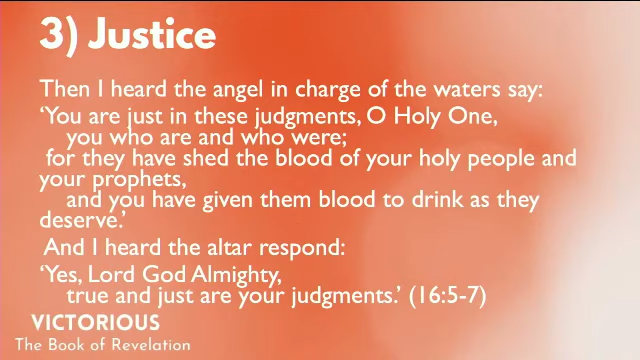 3) Justice
Then I heard the angel in charge of the waters say:
‘You are just in these judgments, O Holy One,
you who are and who were;
for they have shed the blood of your holy people and
your prophets,
and you have given them blood to drink as they
deserve.’
And I heard the altar respond:
‘Yes, Lord God Almighty,
true and just are your judgments.’ (16:5-7)
VICTORIOUS
The Book of Revelation